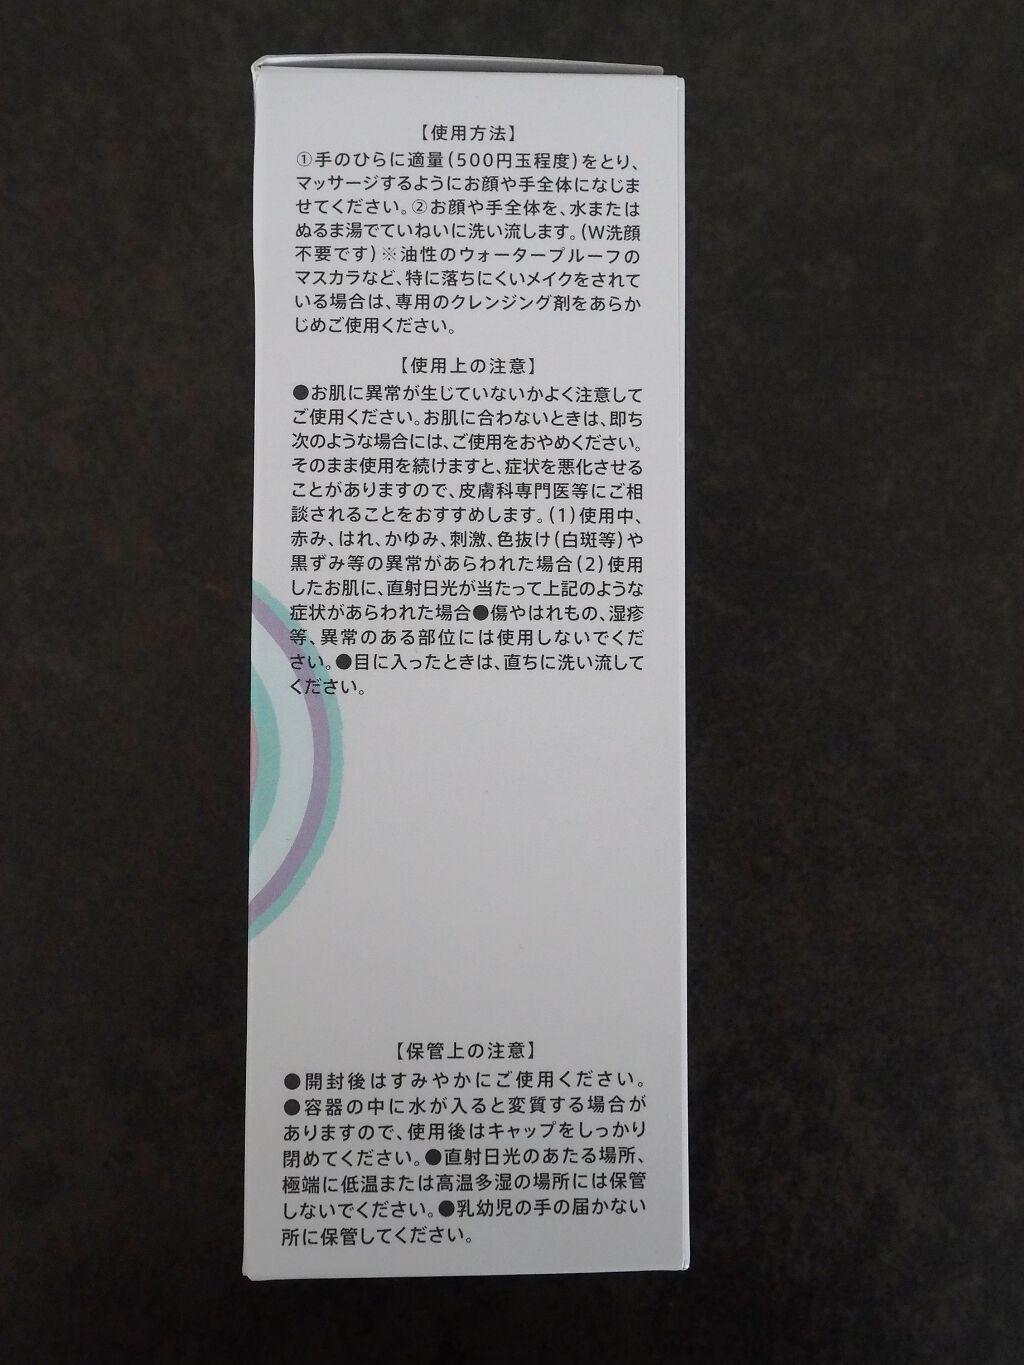 【使用方法】
①手のひらに適量(500円玉程度)をとり、
マッサージするようにお顔や手全体になじま
せてください。②お顔や手全体を、水または
ぬるま湯でていねいに洗い流します。(W洗顔
不要です)※油性のウォータープルーフの
マスカラなど、特に落ちにくいメイクをされて
いる場合は、専用のクレンジング剤をあらか
じめご使用ください。
【使用上の注意】
●お肌に異常が生じていないかよく注意して
ご使用ください。お肌に合わないときは、即ち
次のような場合には、ご使用をおやめください。
そのまま使用を続けますと、症状を悪化させる
ことがありますので、皮膚科専門医等にご相
談されることをおすすめします。(1)使用中、
赤み、はれ、かゆみ、刺激、色抜け(白斑等)や
黒ずみ等の異常があらわれた場合(2)使用
したお肌に、直射日光が当たって上記のような
症状があらわれた場合●傷やはれもの、湿疹
等、異常のある部位には使用しないでくだ
さい。●目に入ったときは、直ちに洗い流して
ください。
【保管上の注意】
●開封後はすみやかにご使用ください。
●容器の中に水が入ると変質する場合が
ありますので、使用後はキャップをしっかり
閉めてください。●直射日光のあたる場所、
極端に低温または高温多湿の場所には保管
しないでください。●乳幼児の手の届かない
所に保管してください。